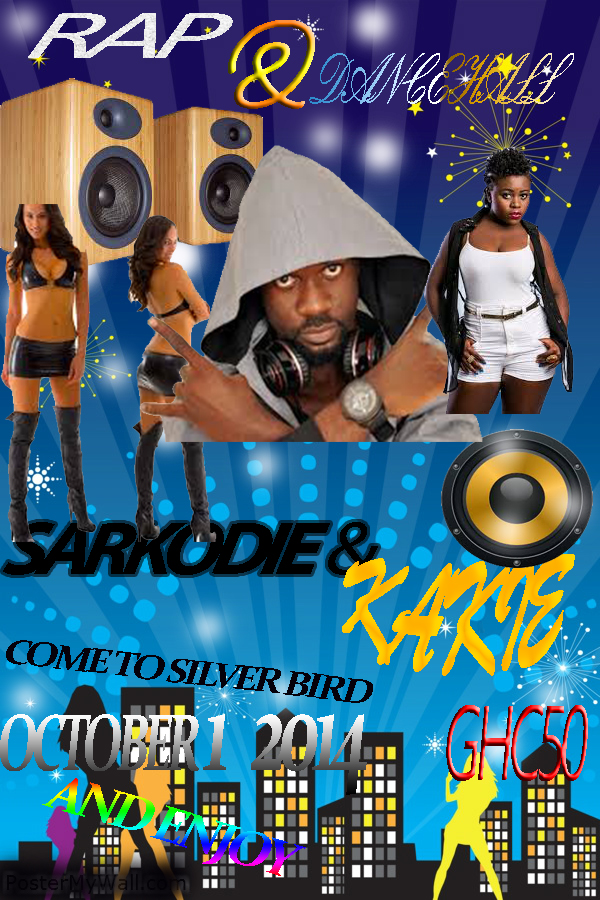 RAP
& DANCEHALL
SARKODIE &
KAKIE
COME TO SILVER BIRD
OCTOBER 1 2014
GHC50
AND ENJOY
PosterMyWall.com